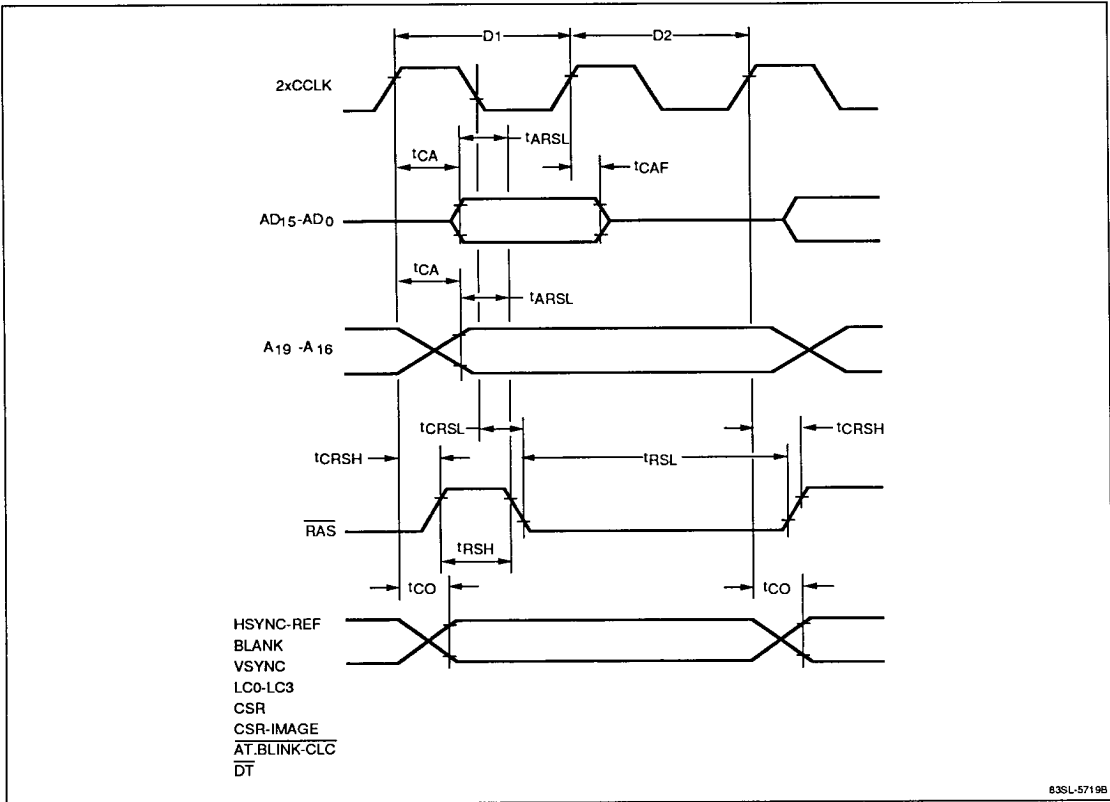 D1 D2
2xCCLK
tARSL
tCA tCAF
AD15-AD0
tCA
tARSL
A19 -A16
tCRSL tCRSH
tCRSH tRSL
RAS
tRSH
tCO tCO
HSYNC-REF
BLANK
VSYNC
LC0-LC3
CSR
CSR-IMAGE
AT.BLINK-CLC
DT
83SL-5719B